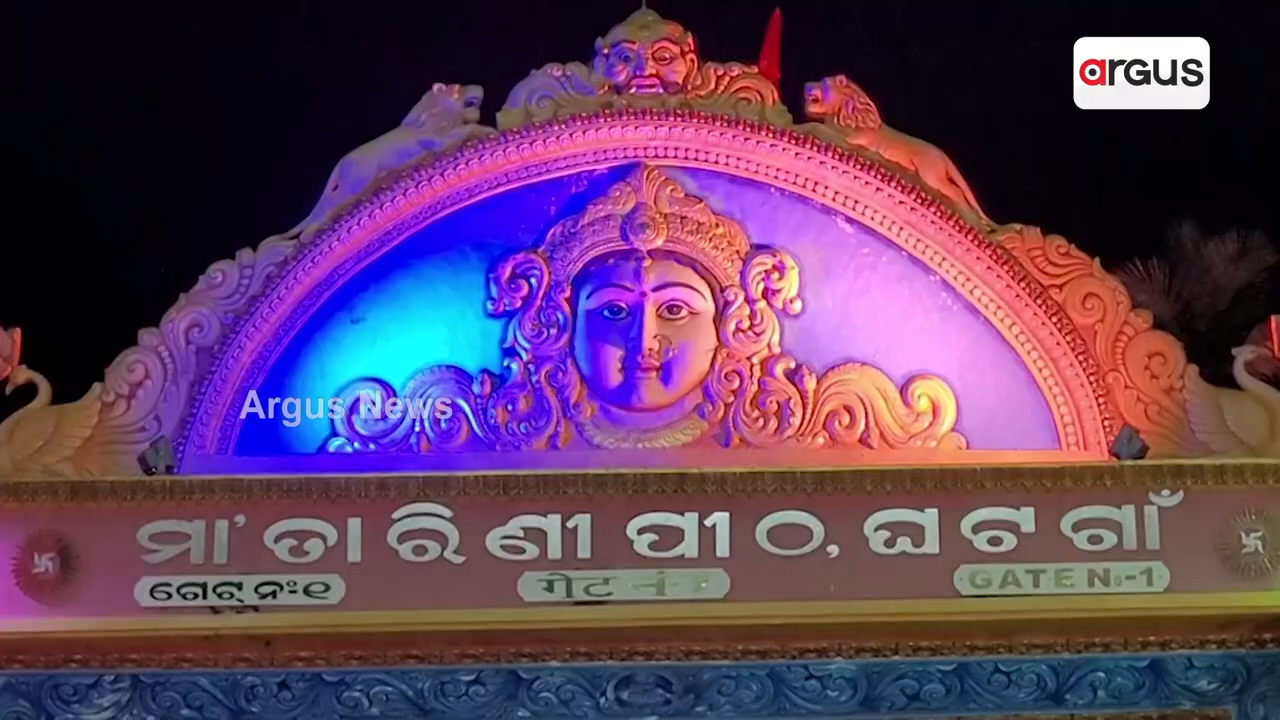 argus
Argus News
ମା' ତାରିଣୀ ପୀଠ, ଘଟଗାଁ
ଗେଟ୍ ନଂ୧
गेट नं
GATE No-1